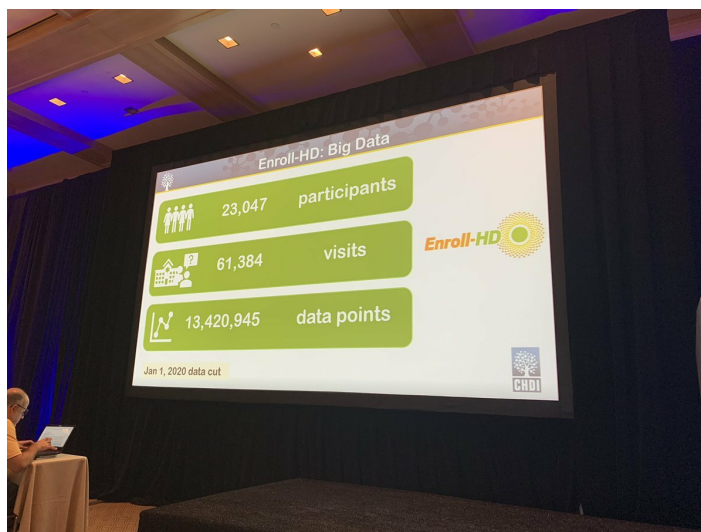 Enroll-HD: Big Data
23,047 participants
?
61,384 visits
13,420,945 data points
Enroll-HD
Jan 1, 2020 data cut
CHDI